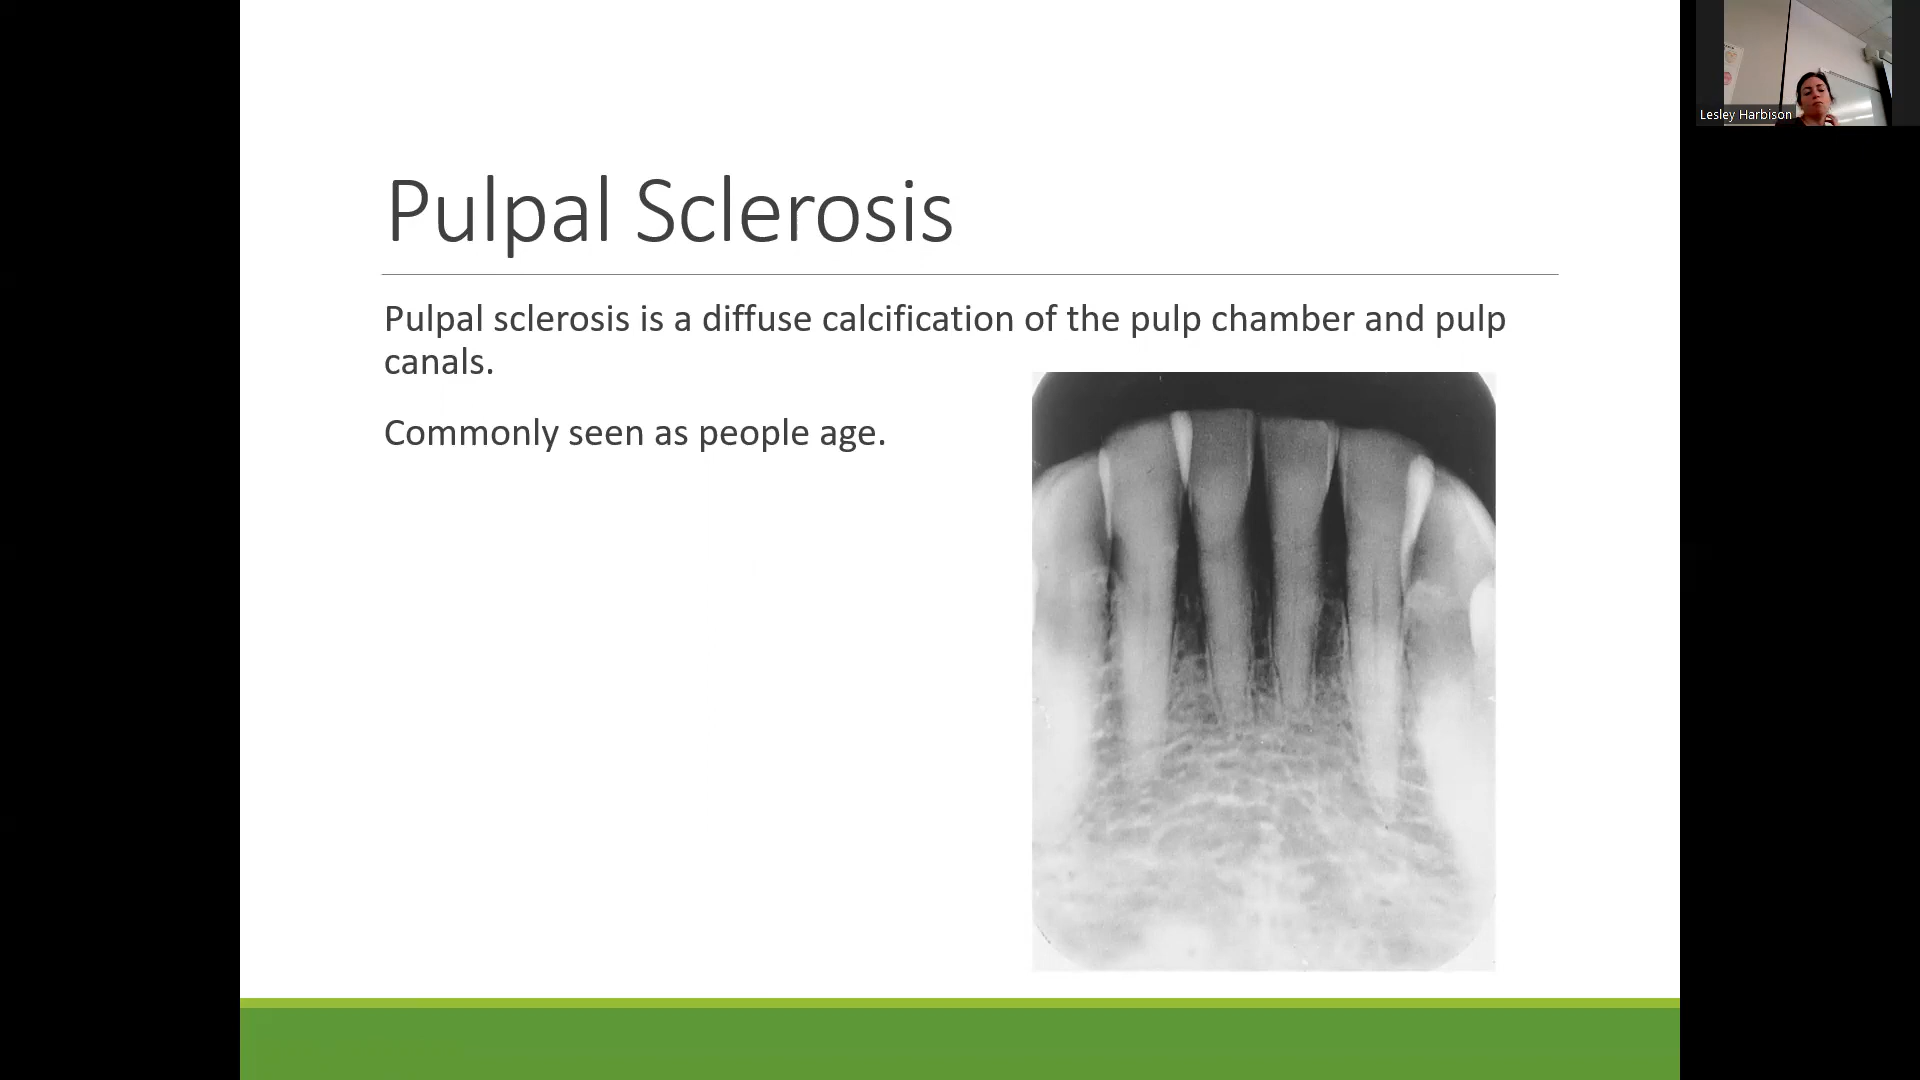 Pulpal Sclerosis
Pulpal sclerosis is a diffuse calcification of the pulp chamber and pulp
canals.
Commonly seen as people age.
Lesley Harbison